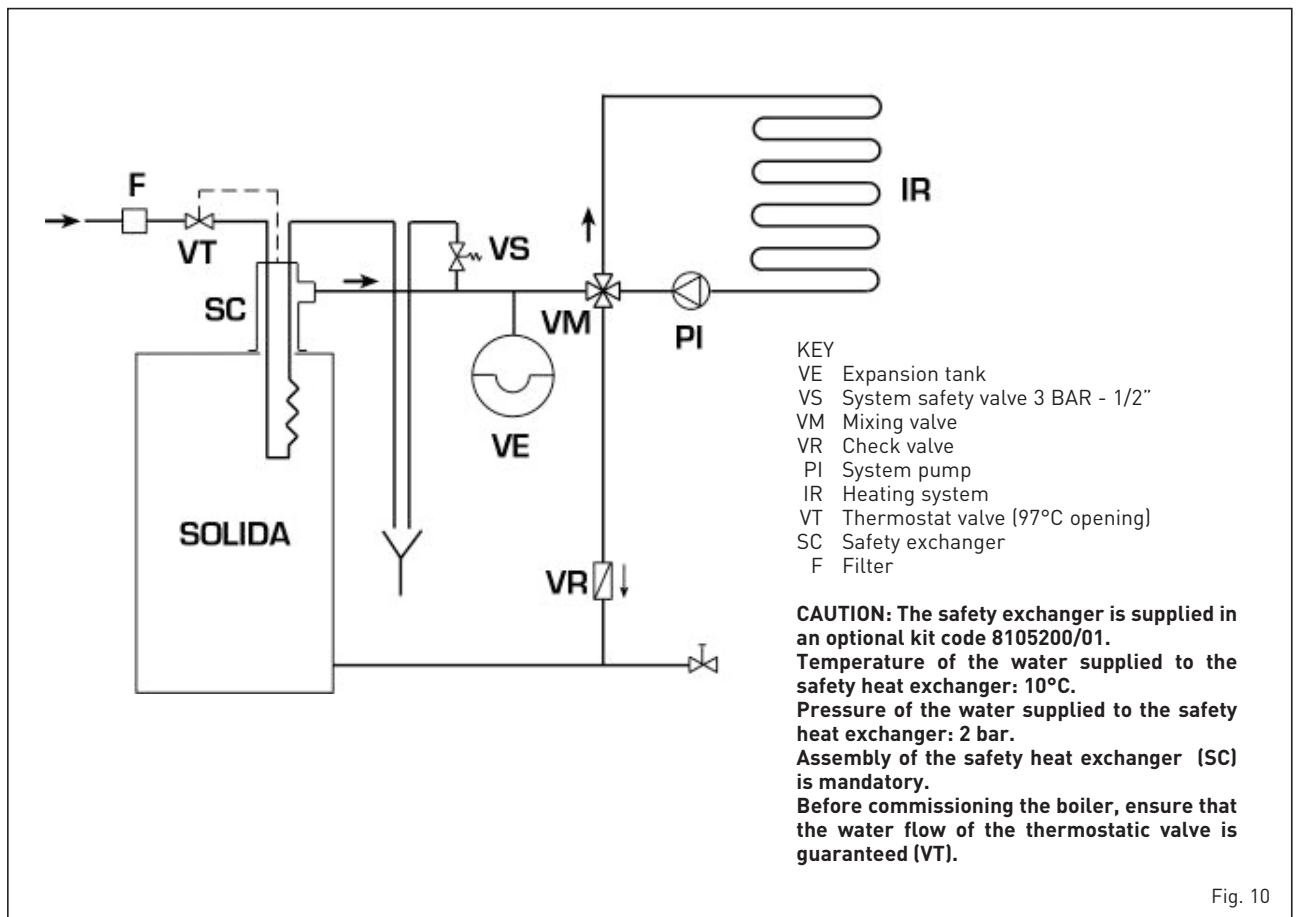 F
VT
SC
VS
VM
PI
IR
VE
SOLIDA
VR
KEY
VE Expansion tank
VS System safety valve 3 BAR - 1/2”
VM Mixing valve
VR Check valve
PI System pump
IR Heating system
VT Thermostat valve (97°C opening)
SC Safety exchanger
F Filter
CAUTION: The safety exchanger is supplied in
an optional kit code 8105200/01.
Temperature of the water supplied to the
safety heat exchanger: 10°C.
Pressure of the water supplied to the safety
heat exchanger: 2 bar.
Assembly of the safety heat exchanger (SC)
is mandatory.
Before commissioning the boiler, ensure that
the water flow of the thermostatic valve is
guaranteed (VT).
Fig. 10